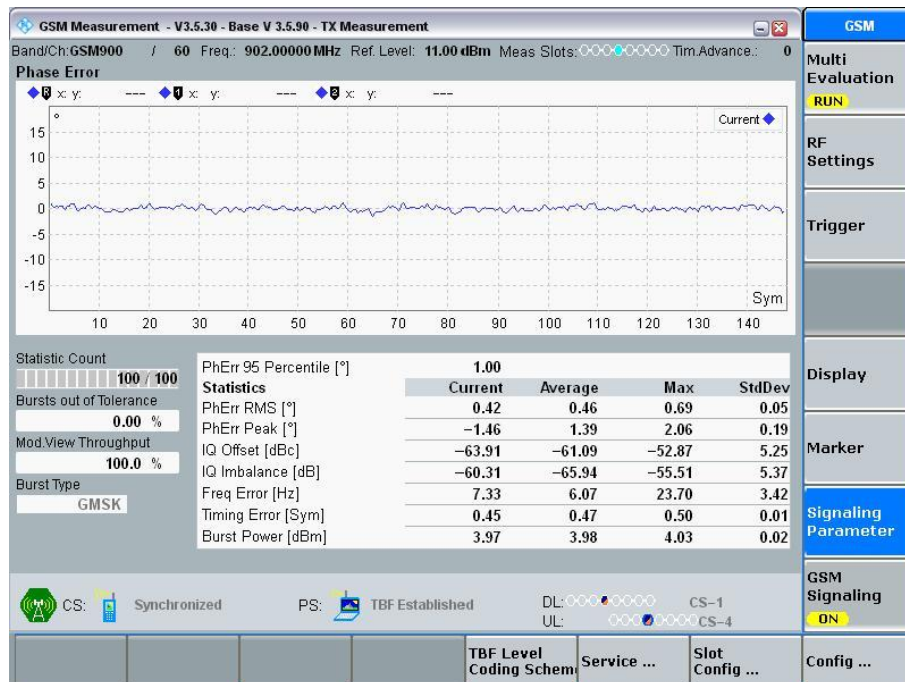 GSM Measurement - V3.5.30 - Base V 3.5.90 - TX Measurement
Band/Ch:GSM900 / 60 Freq.: 902.00000 MHz Ref. Level: 11.00 dBm Meas Slots: Tim.Advance.: 0
Phase Error
R x: y: --- 1 x: y: --- 2 x: y: ---
°
Current
15
10
5
0
-5
-10
-15
Sym
10 20 30 40 50 60 70 80 90 100 110 120 130 140
Statistic Count
100 / 100
Bursts out of Tolerance
0.00 %
Mod.View Throughput
100.0 %
Burst Type
GMSK
PhErr 95 Percentile [°] 1.00
Statistics Current Average Max StdDev
PhErr RMS [°] 0.42 0.46 0.69 0.05
PhErr Peak [°] -1.46 1.39 2.06 0.19
IQ Offset [dBc] -63.91 -61.09 -52.87 5.25
IQ Imbalance [dB] -60.31 -65.94 -55.51 5.37
Freq Error [Hz] 7.33 6.07 23.70 3.42
Timing Error [Sym] 0.45 0.47 0.50 0.01
Burst Power [dBm] 3.97 3.98 4.03 0.02
CS: Synchronized PS: TBF Established DL: CS-1
UL: CS-4
GSM
Multi
Evaluation
RUN
RF
Settings
Trigger
Display
Marker
Signaling
Parameter
GSM
Signaling
ON
TBF Level
Coding Schem
Service ...
Slot
Config ...
Config ...